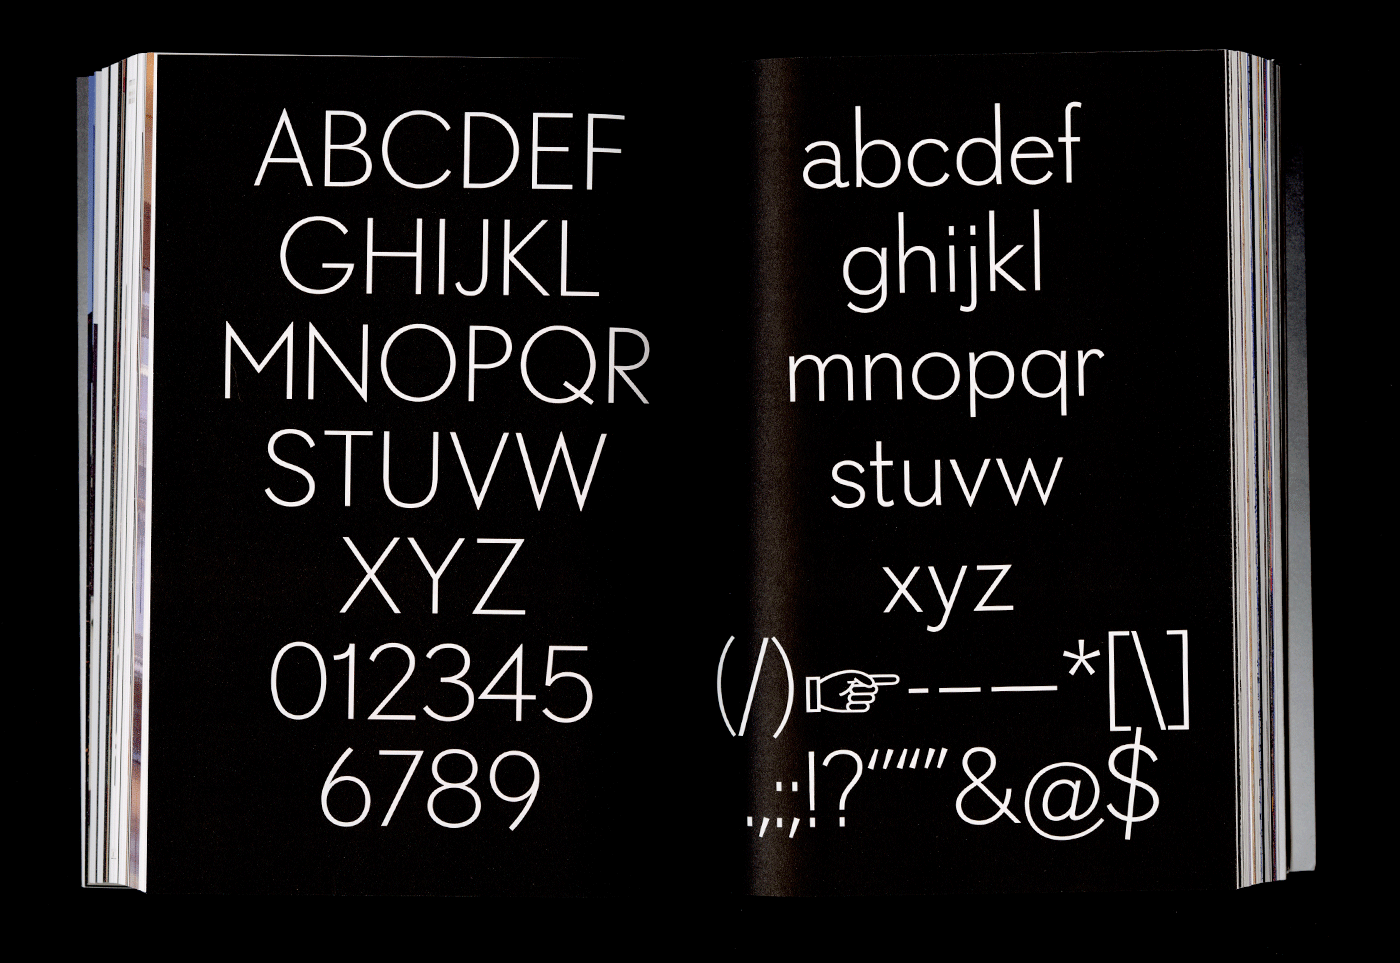 ABCDEF
GHIJKL
MNOPQR
STUVW
XYZ
012345
6789
abcdef
ghijkl
mnopqr
stuvw
xyz
(/)☞-–—*[\]
.,:;!?‘’“”&@$